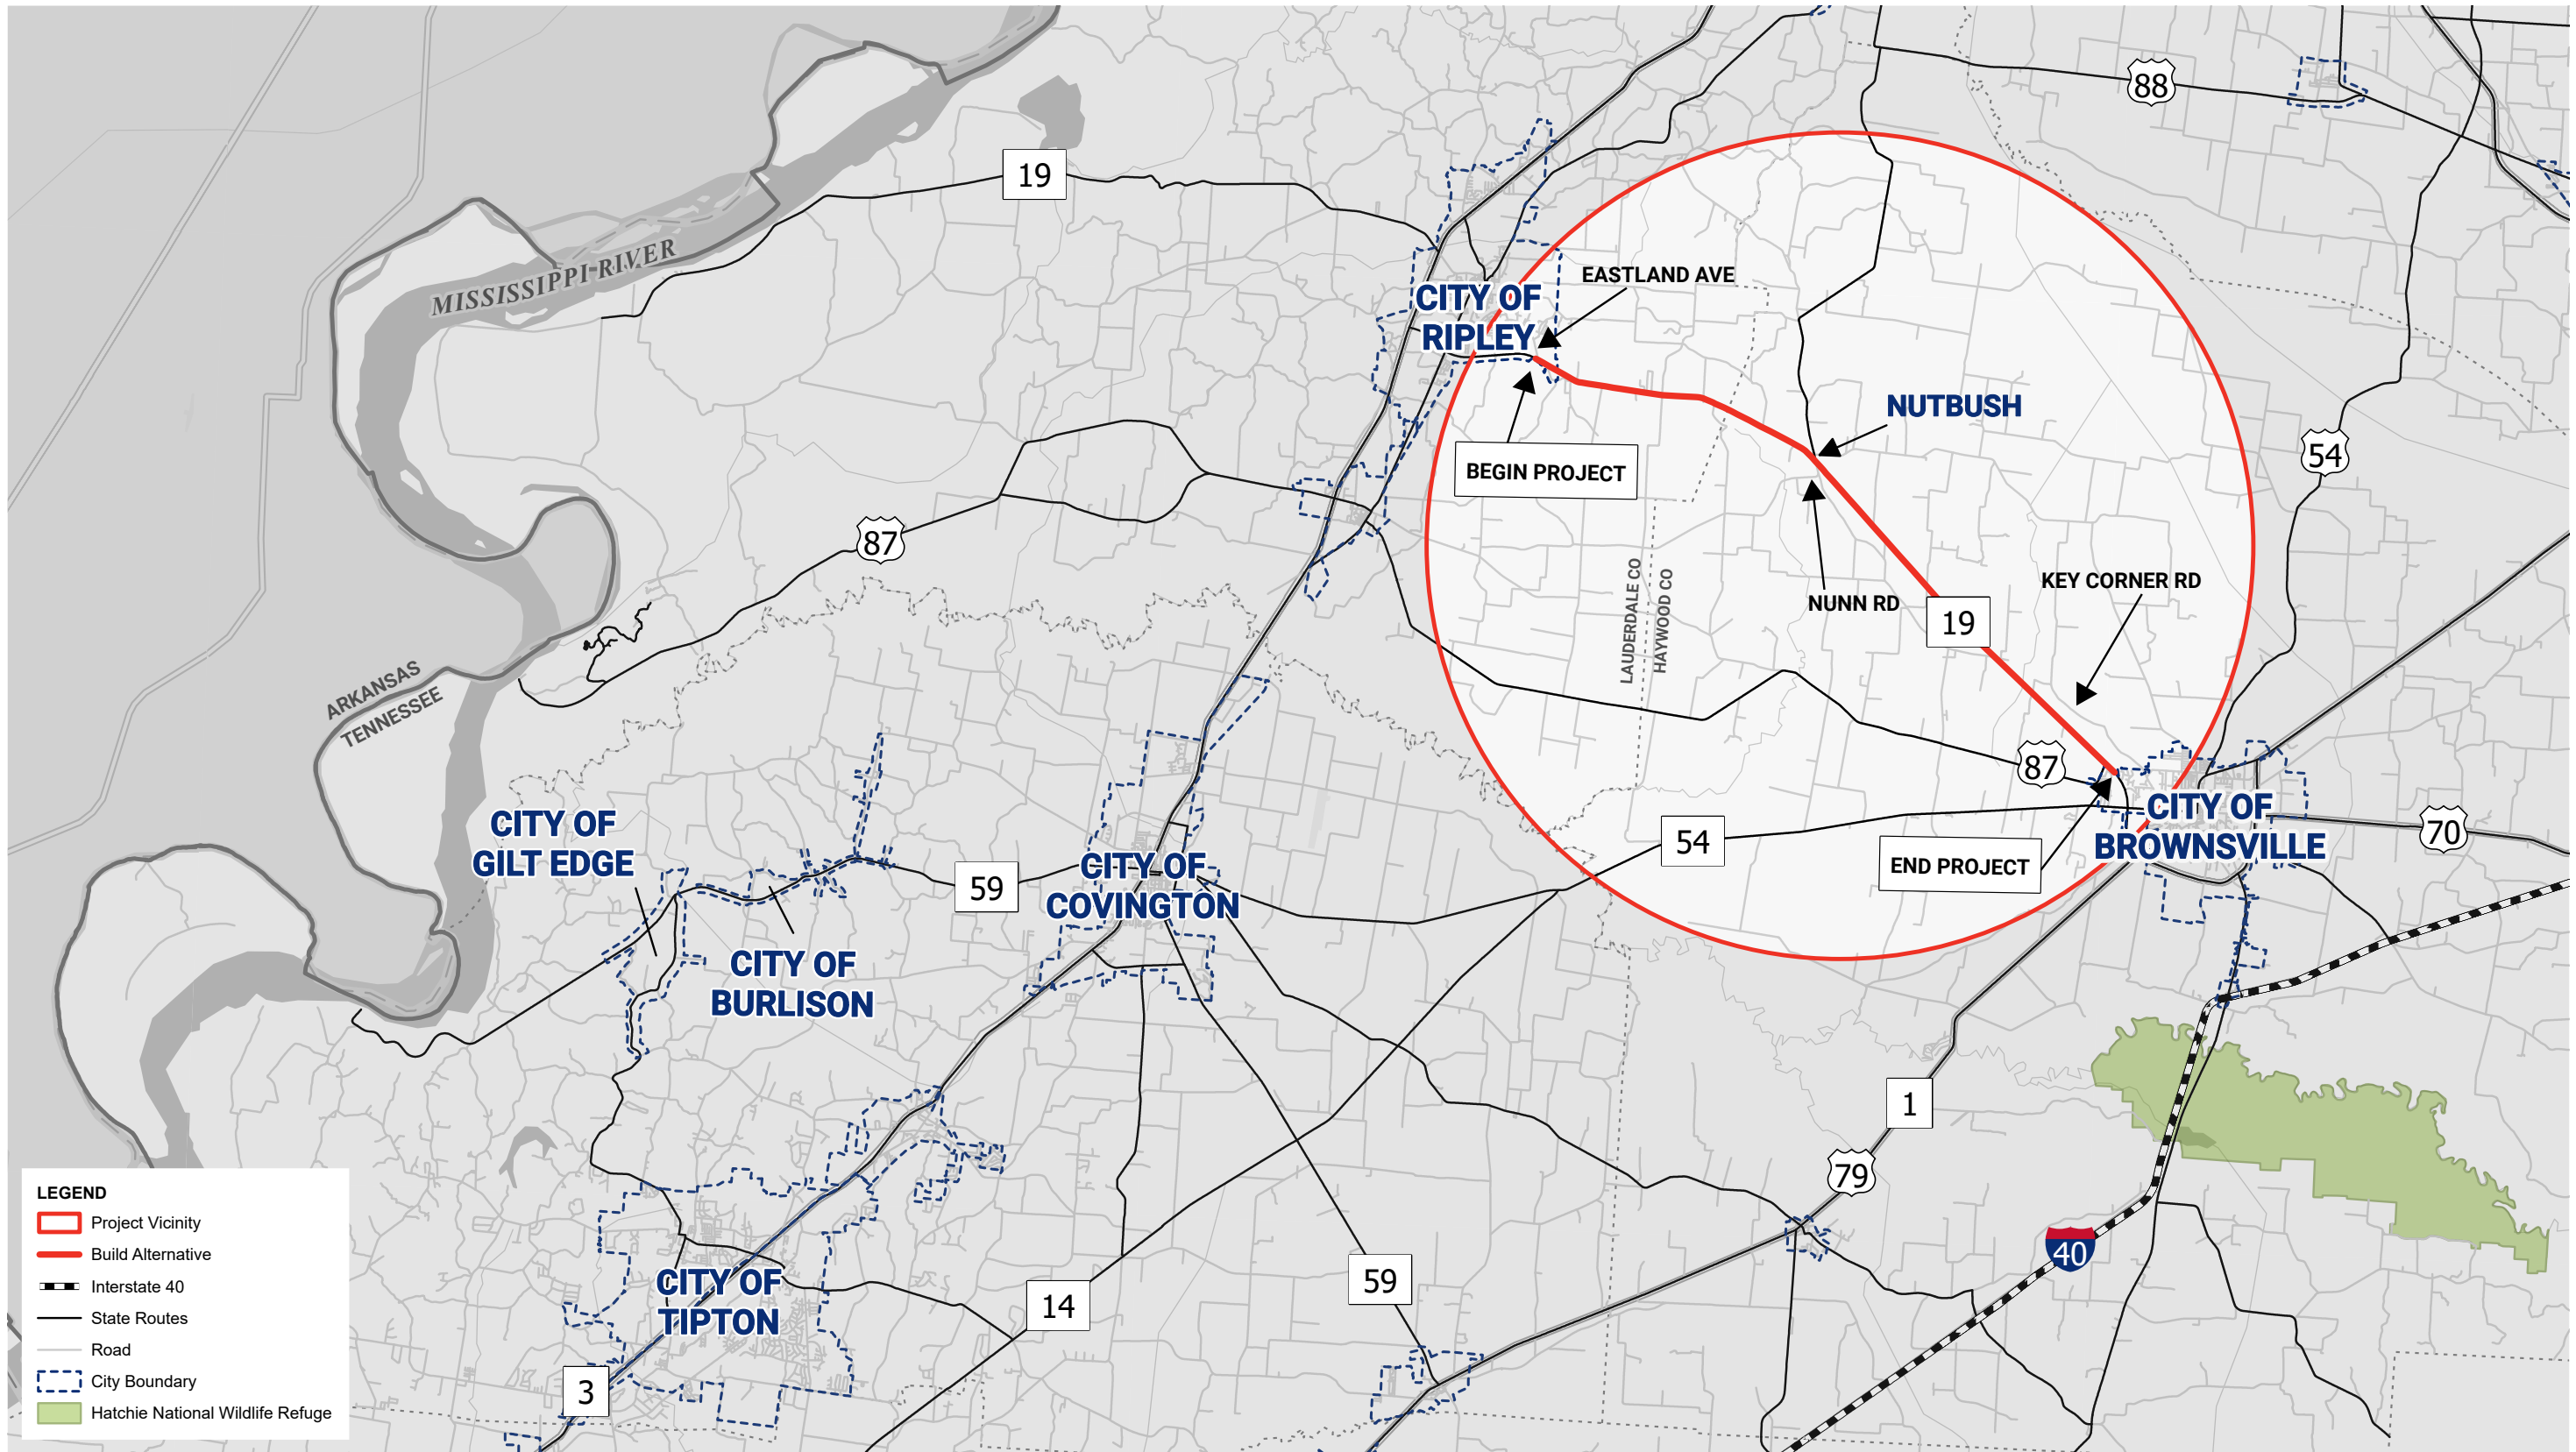 88
19
MISSISSIPPI RIVER
EASTLAND AVE
CITY OF
RIPLEY
NUTBUSH
54
BEGIN PROJECT
87
LAUDERDALE CO
HAYWOOD CO
KEY CORNER RD
NUNN RD
19
ARKANSAS
TENNESSEE
87
CITY OF
GILT EDGE
CITY OF
BROWNSVILLE
70
54
END PROJECT
59
CITY OF
COVINGTON
CITY OF
BURLISON
1
79
40
CITY OF
TIPTON
14
59
3
LEGEND
Project Vicinity
Build Alternative
Interstate 40
State Routes
Road
City Boundary
Hatchie National Wildlife Refuge